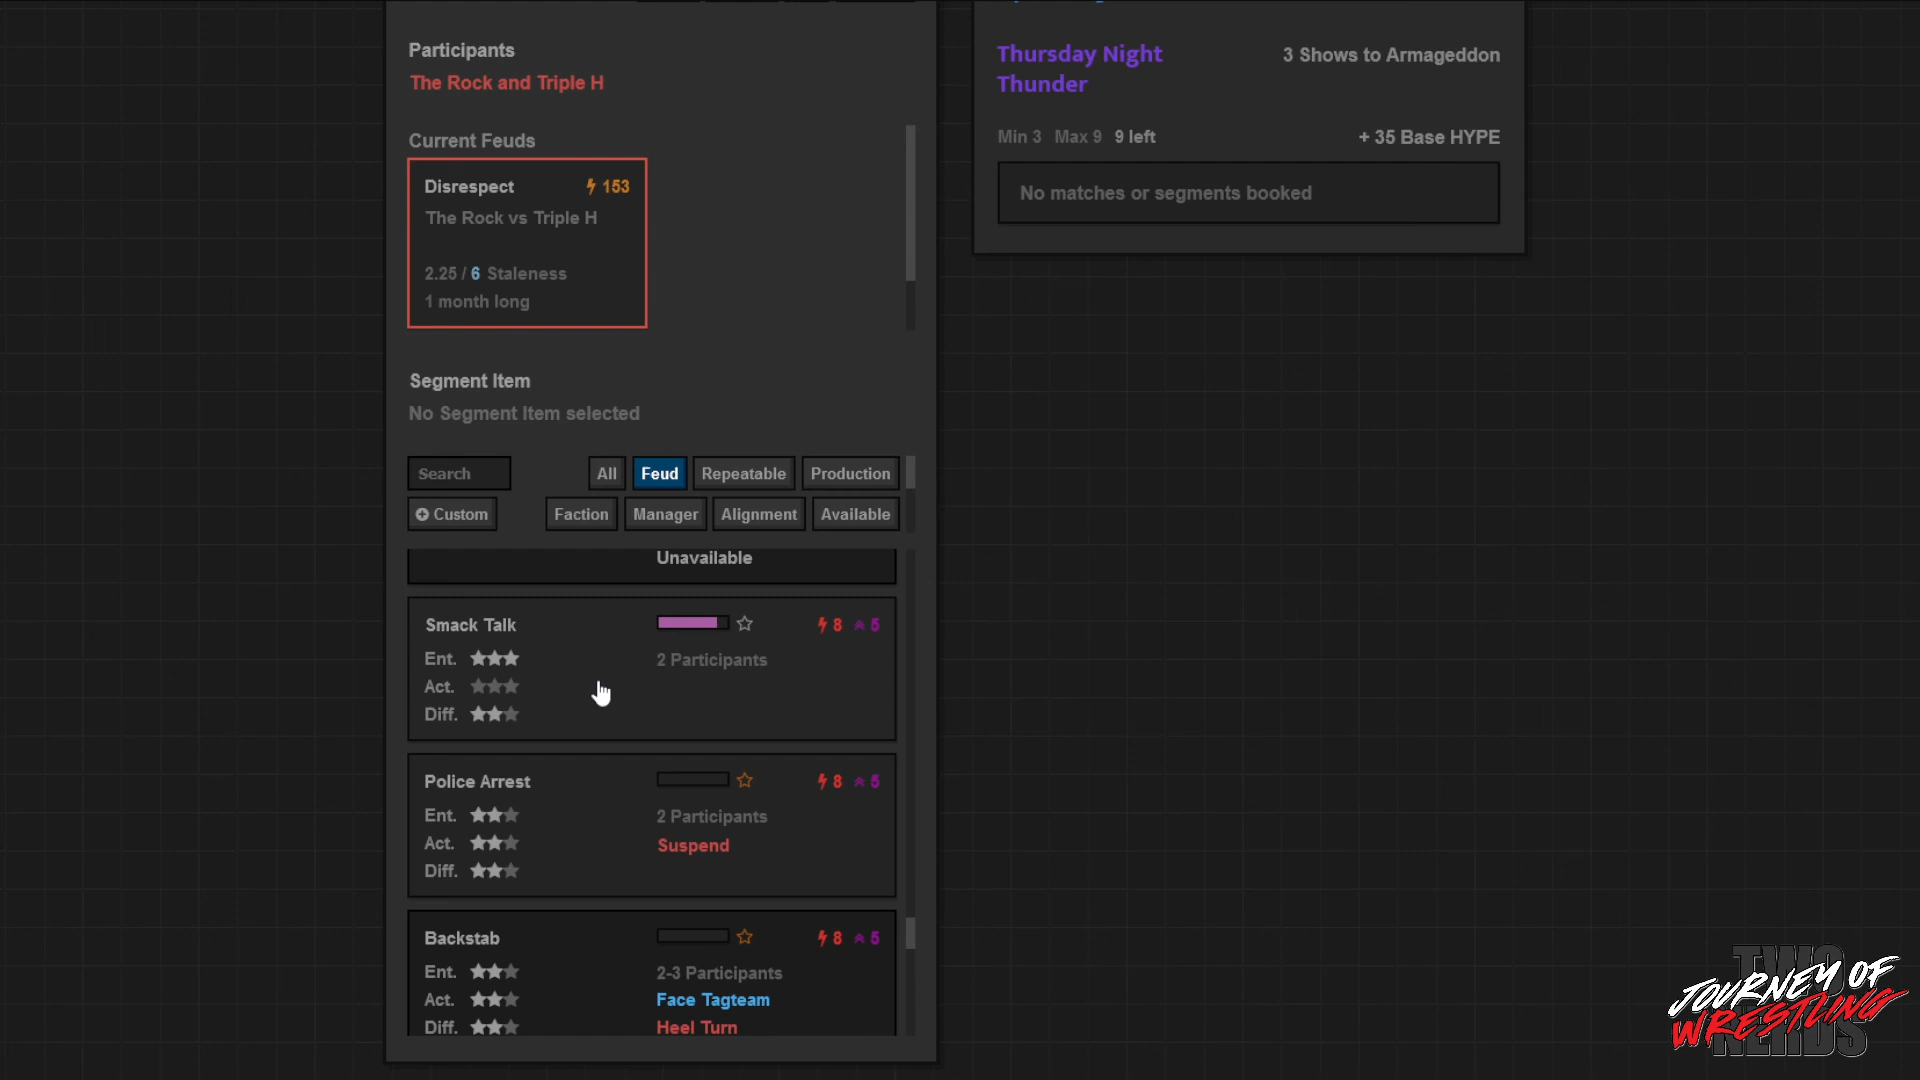 Participants
The Rock and Triple H
Current Feuds
Disrespect 153
The Rock vs Triple H
2.25 / 6 Staleness
1 month long
Segment Item
No Segment Item selected
Search All Feud Repeatable Production
Custom Faction Manager Alignment Available
Unavailable
Smack Talk 8 5
Ent. 2 Participants
Act.
Diff.
Police Arrest 8 5
Ent. 2 Participants
Act. Suspend
Diff.
Backstab 8 5
Ent. 2-3 Participants
Act. Face Tagteam
Diff. Heel Turn
Thursday Night
Thunder
3 Shows to Armageddon
Min 3 Max 9 9 left + 35 Base HYPE
No matches or segments booked
TWO
JOURNEY OF
WRESTLING
NERDS